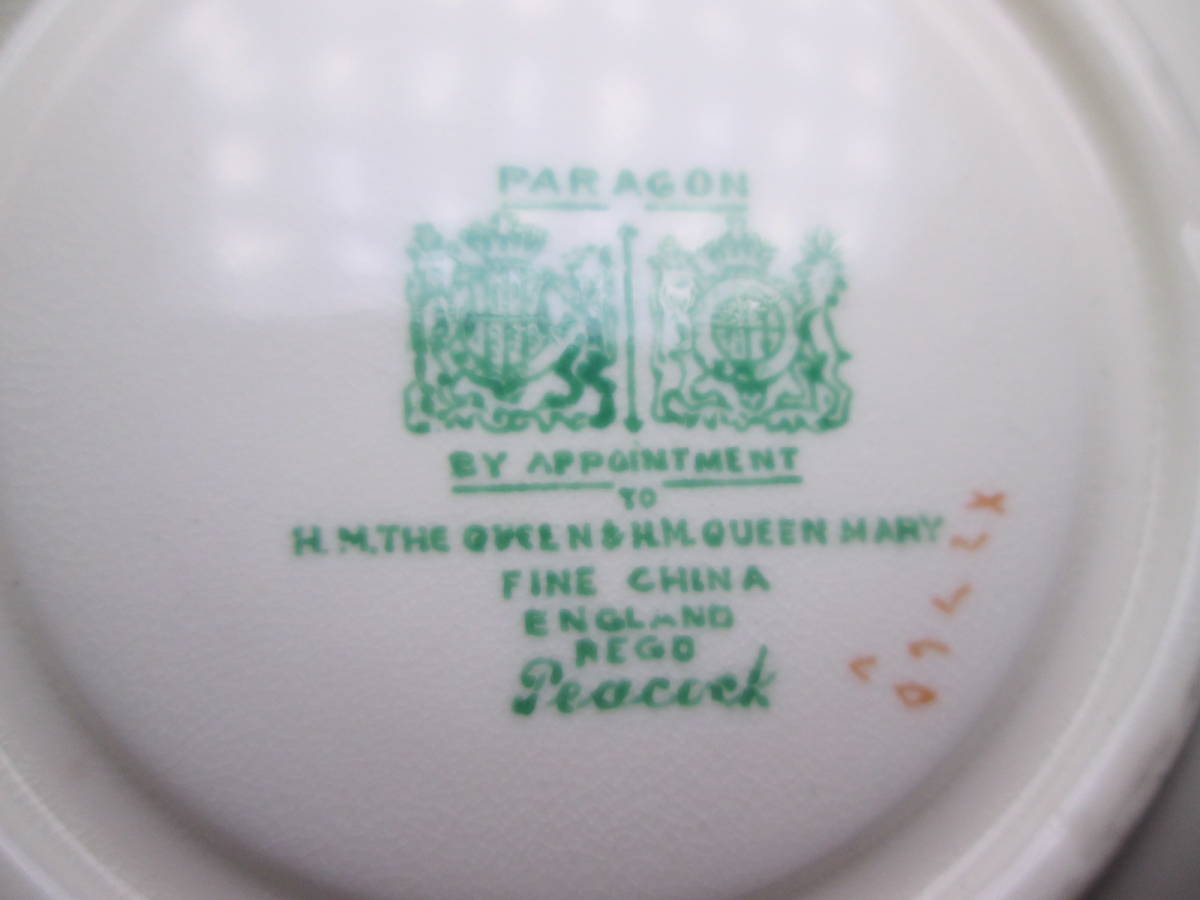 PARAGON
BY APPOINTMENT
TO
H.M. THE QUEEN & H.M. QUEEN MARY
FINE CHINA
ENGLAND
REGD
Peacock